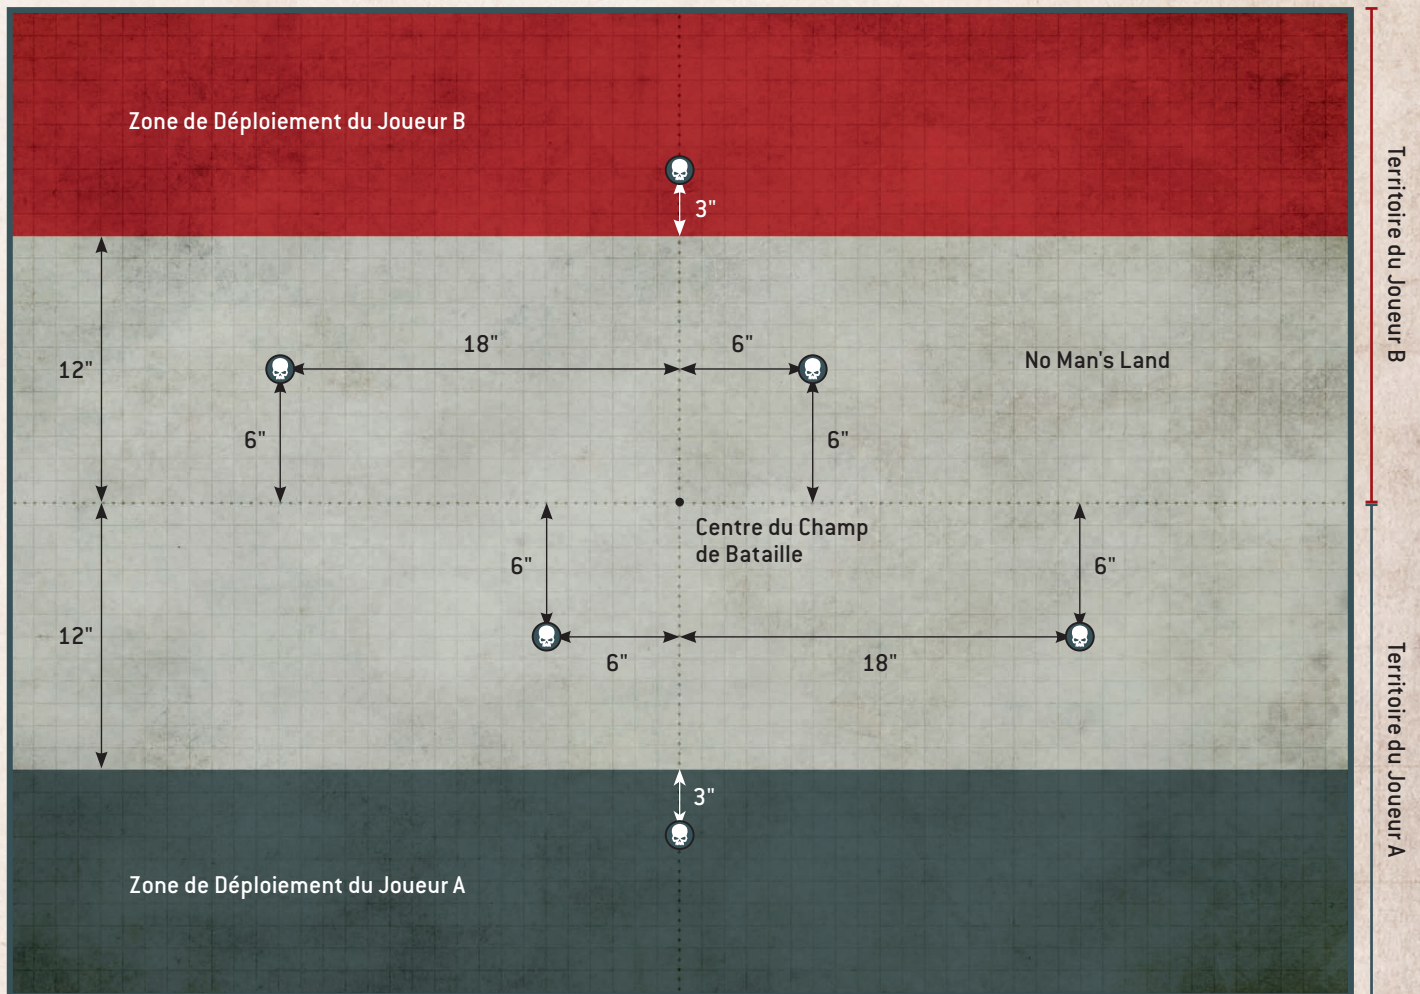 Zone de Déploiement du Joueur B
3"
Territoire du Joueur B
18"
6"
12"
No Man's Land
6"
6"
Centre du Champ
de Bataille
6"
6"
12"
6"
18"
Territoire du Joueur A
3"
Zone de Déploiement du Joueur A